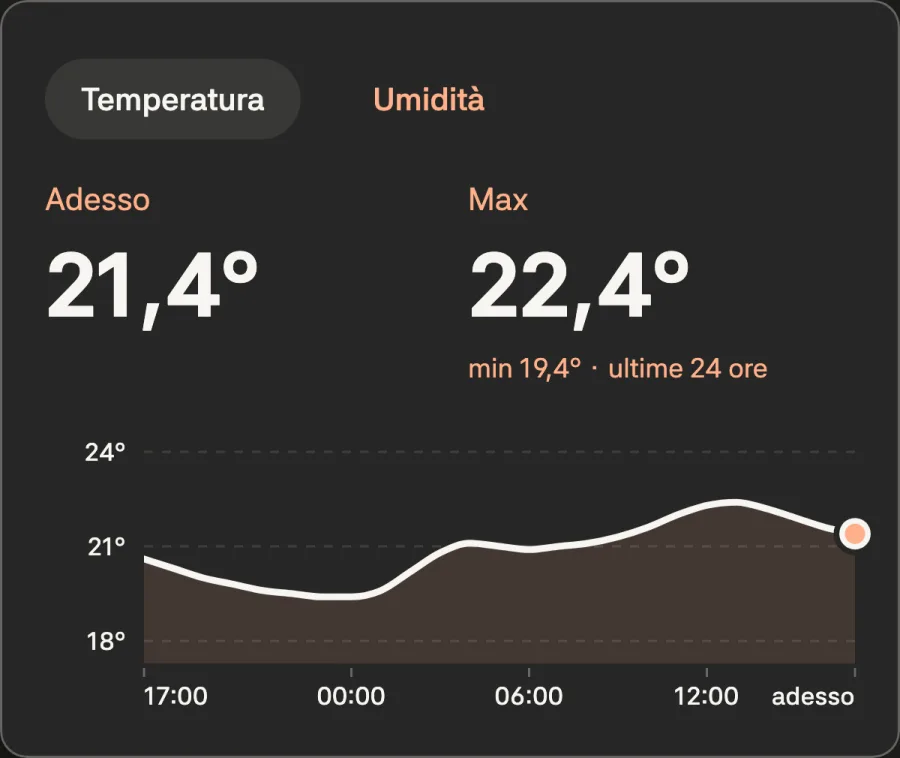 Temperatura Umidità
Adesso Max
21,4° 22,4°
min 19,4° · ultime 24 ore
24°
21°
18°
17:00 00:00 06:00 12:00 adesso